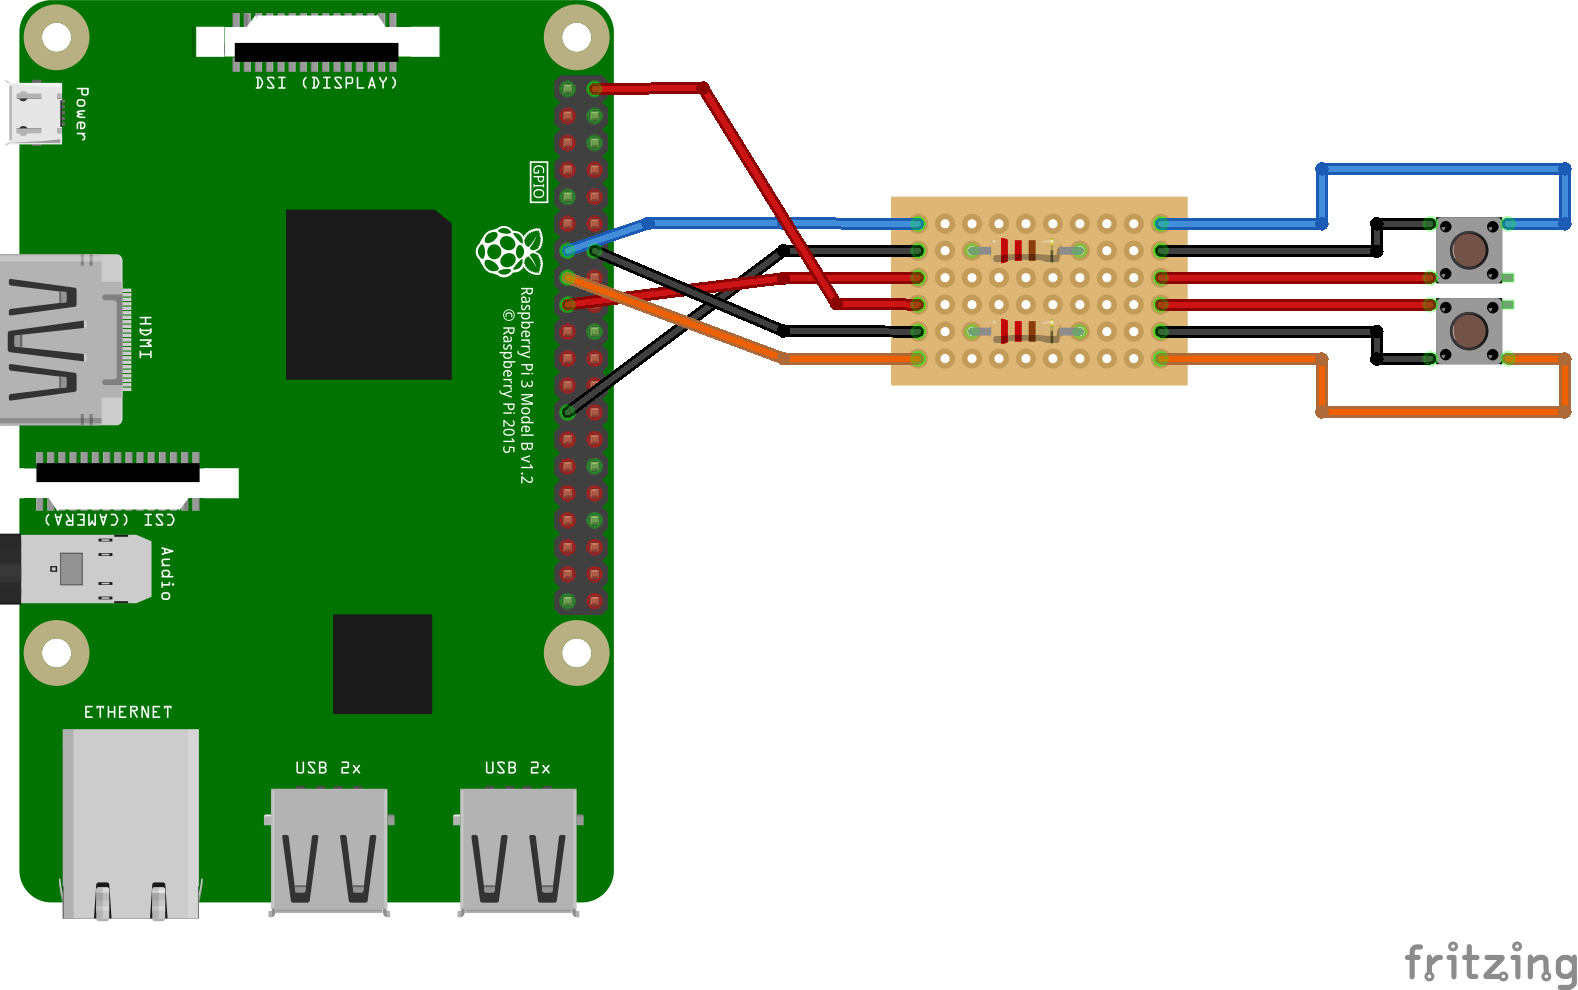 DSI (DISPLAY)
Power
GPIO
HDMI
Raspberry Pi 3 Model B v1.2
© Raspberry Pi 2015
CSI (CAMERA)
Audio
ETHERNET
USB 2x
USB 2x
fritzing